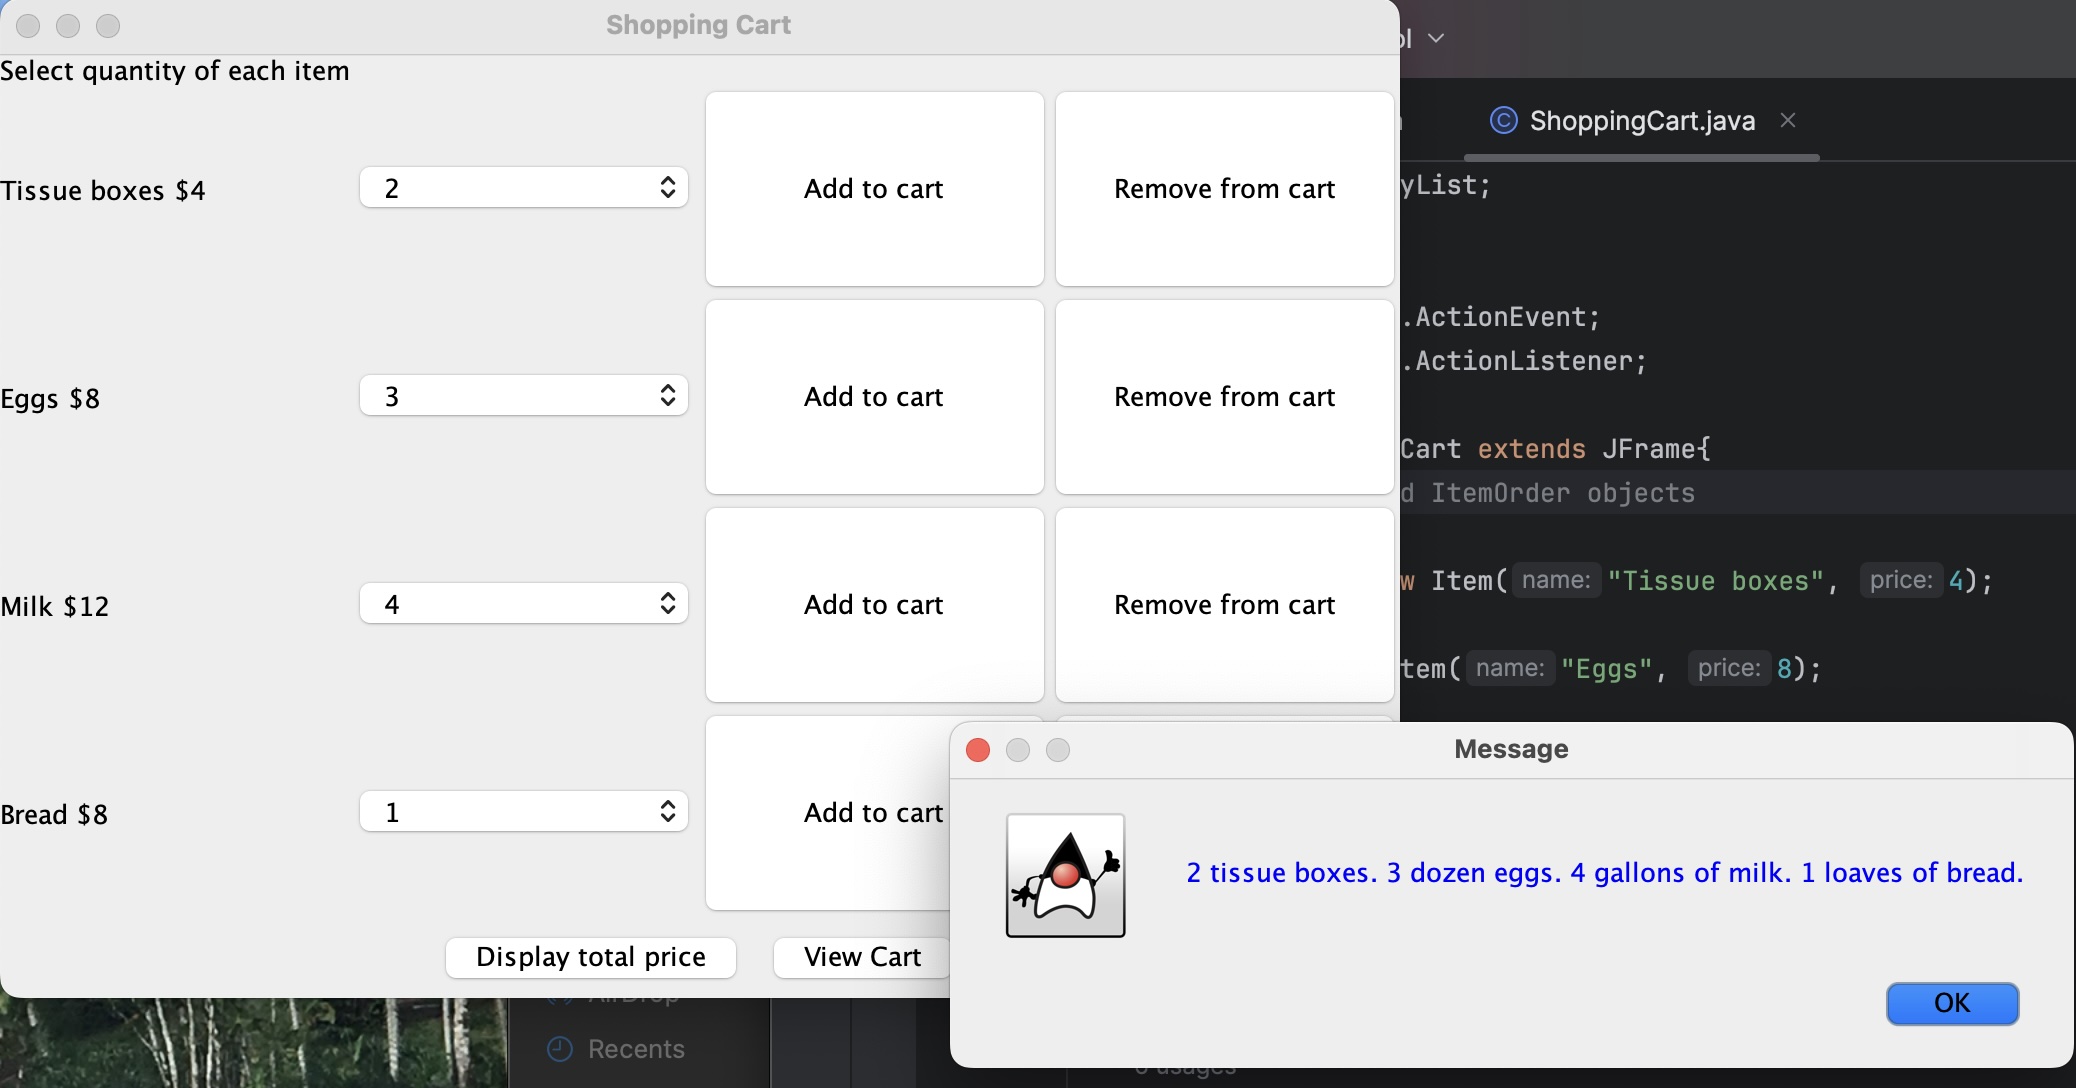 Shopping Cart
Select quantity of each item
Tissue boxes $4
2
Add to cart
Remove from cart
Eggs $8
3
Add to cart
Remove from cart
Milk $12
4
Add to cart
Remove from cart
Bread $8
1
Add to cart
Display total price
View Cart
ShoppingCart.java
yList;
.ActionEvent;
.ActionListener;
Cart extends JFrame{
d ItemOrder objects
w Item( name: "Tissue boxes", price: 4);
tem( name: "Eggs", price: 8);
Message
2 tissue boxes. 3 dozen eggs. 4 gallons of milk. 1 loaves of bread.
OK
AirDrop
Recents
usages